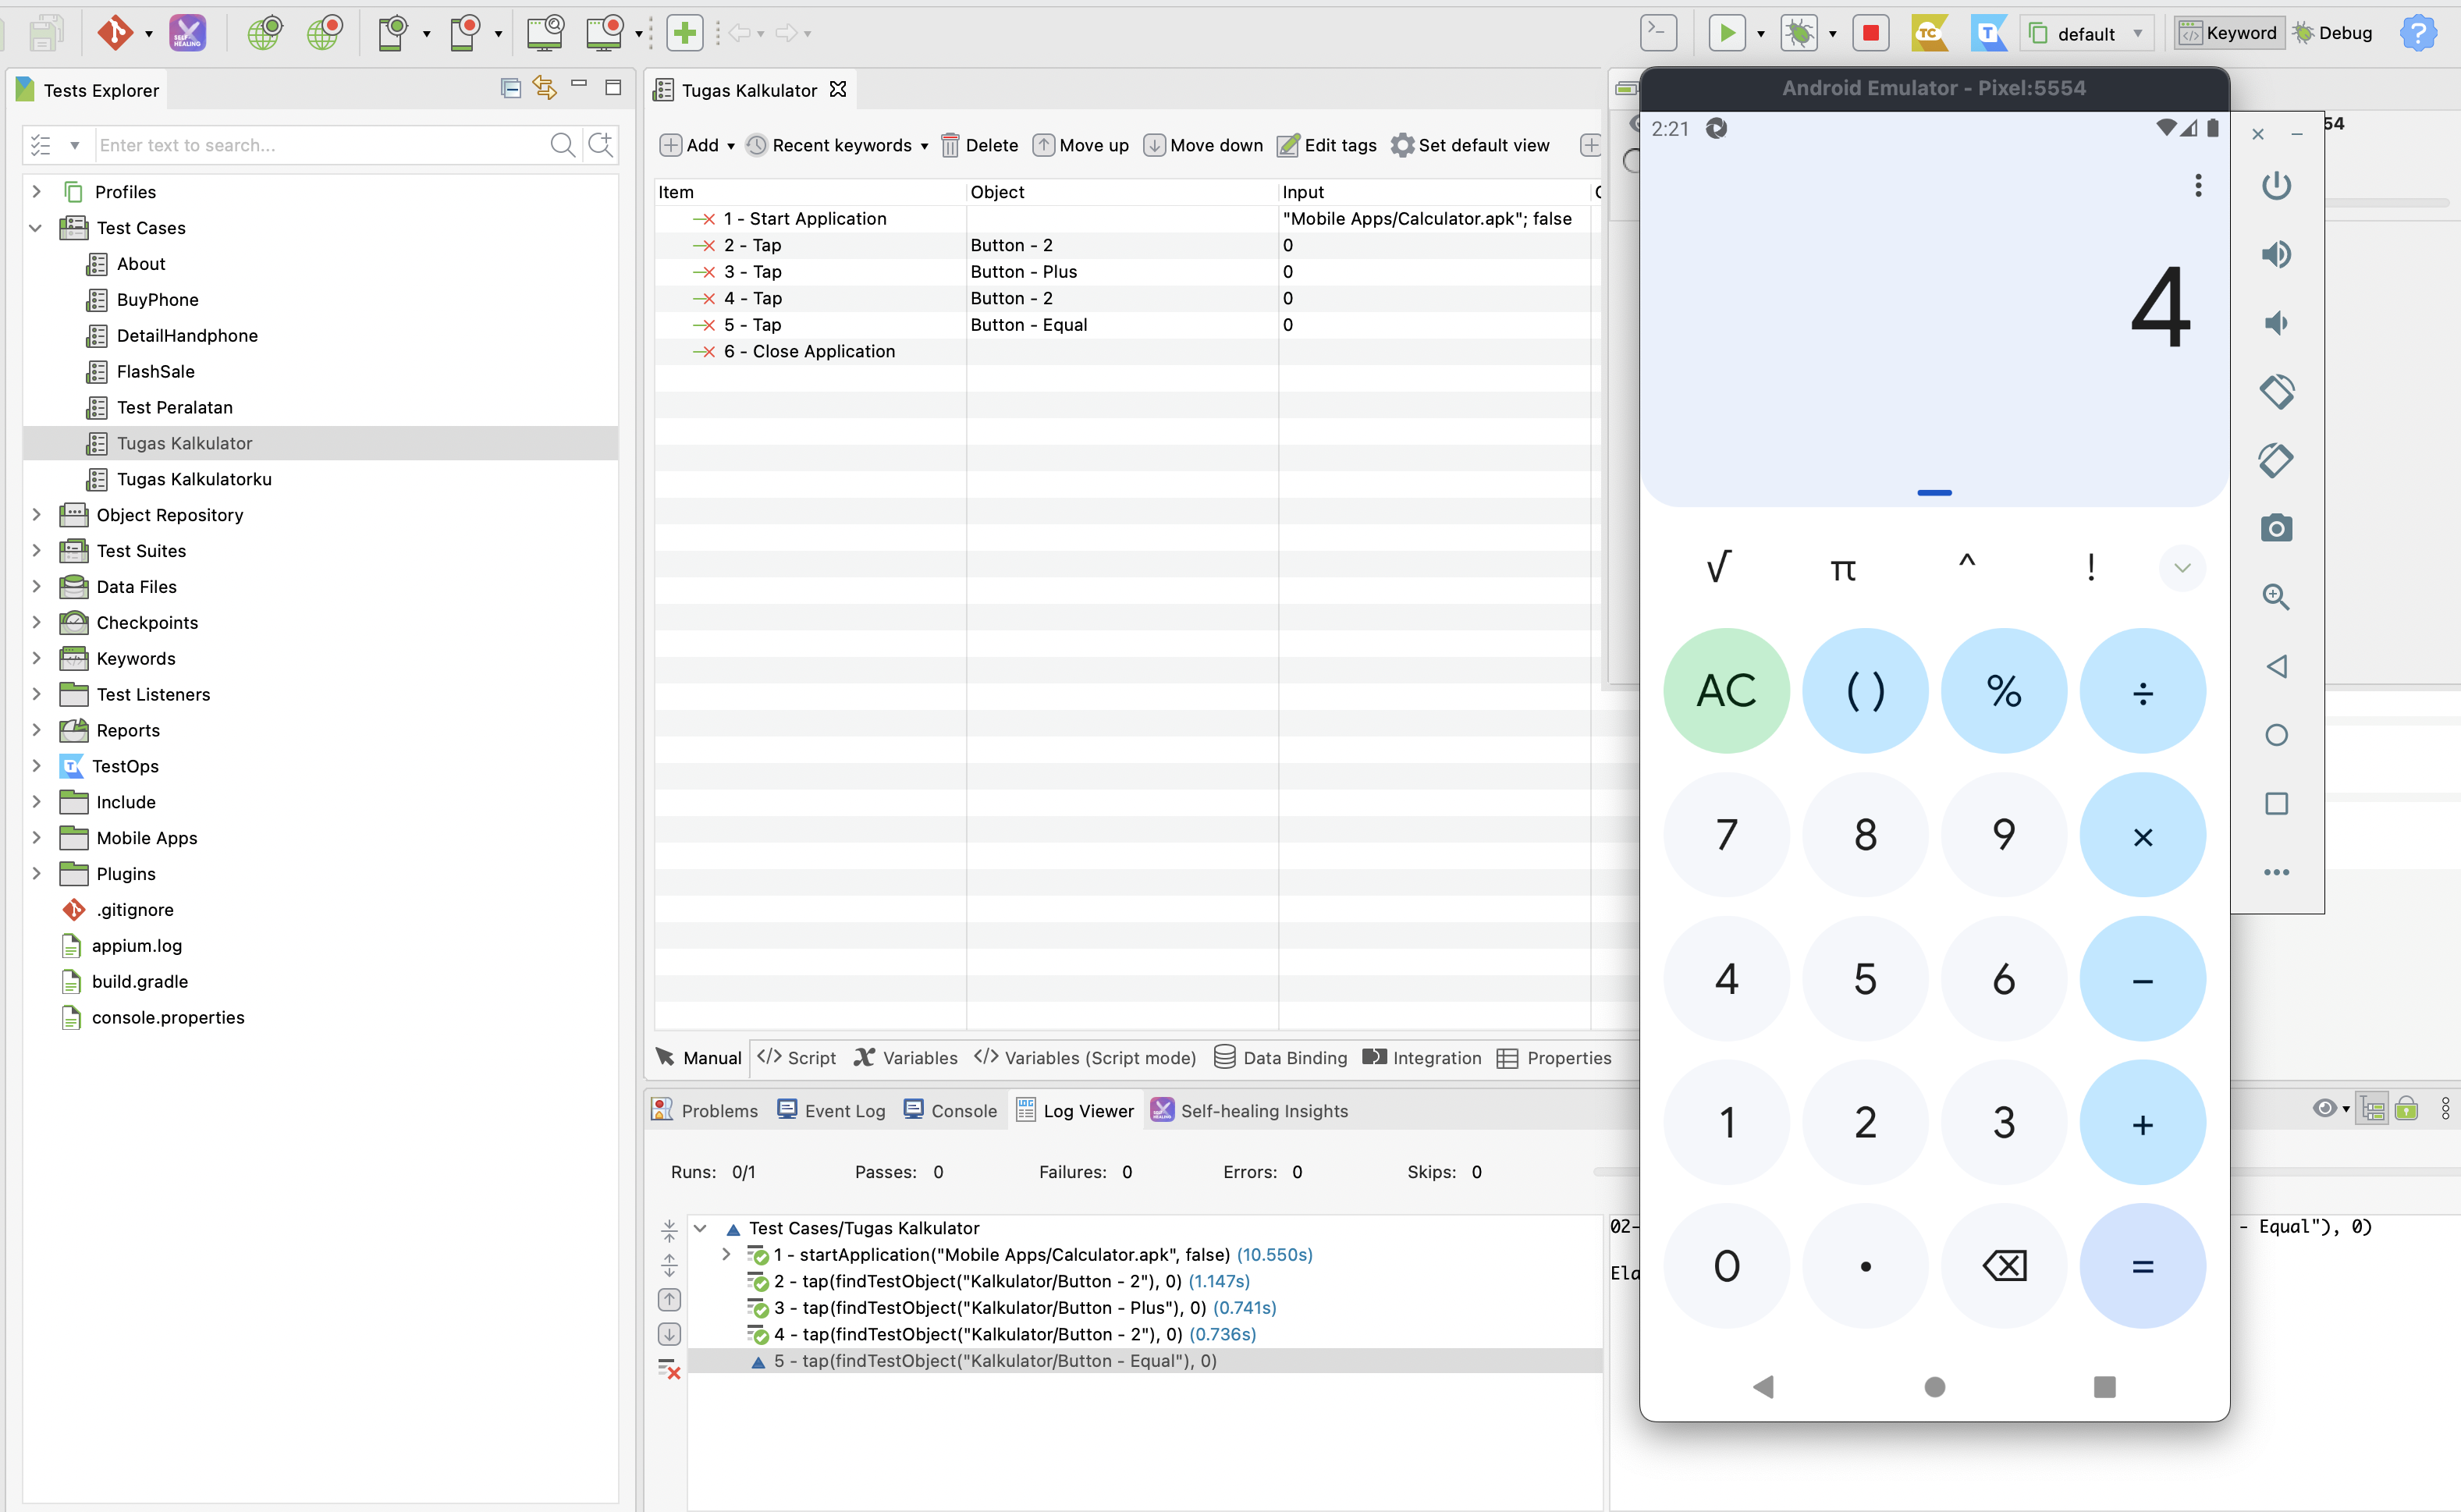 SELF HEALING
TC
T
default
Keyword
Debug
?
Tests Explorer
Enter text to search...
Profiles
Test Cases
About
BuyPhone
DetailHandphone
FlashSale
Test Peralatan
Tugas Kalkulator
Tugas Kalkulatorku
Object Repository
Test Suites
Data Files
Checkpoints
Keywords
Test Listeners
Reports
TestOps
Include
Mobile Apps
Plugins
.gitignore
appium.log
build.gradle
console.properties
Tugas Kalkulator
Add Recent keywords Delete Move up Move down Edit tags Set default view
Item Object Input
1 - Start Application "Mobile Apps/Calculator.apk"; false
2 - Tap Button - 2 0
3 - Tap Button - Plus 0
4 - Tap Button - 2 0
5 - Tap Button - Equal 0
6 - Close Application
Manual Script Variables Variables (Script mode) Data Binding Integration Properties
Problems Event Log Console Log Viewer Self-healing Insights
Runs: 0/1 Passes: 0 Failures: 0 Errors: 0 Skips: 0
Test Cases/Tugas Kalkulator
1 - startApplication("Mobile Apps/Calculator.apk", false) (10.550s)
2 - tap(findTestObject("Kalkulator/Button - 2"), 0) (1.147s)
3 - tap(findTestObject("Kalkulator/Button - Plus"), 0) (0.741s)
4 - tap(findTestObject("Kalkulator/Button - 2"), 0) (0.736s)
5 - tap(findTestObject("Kalkulator/Button - Equal"), 0)
02-
- Equal"), 0)
Ela
54
Android Emulator - Pixel:5554
2:21
4
√ π ^ !
AC ( ) % ÷
7 8 9 ×
4 5 6 −
1 2 3 +
0 . =